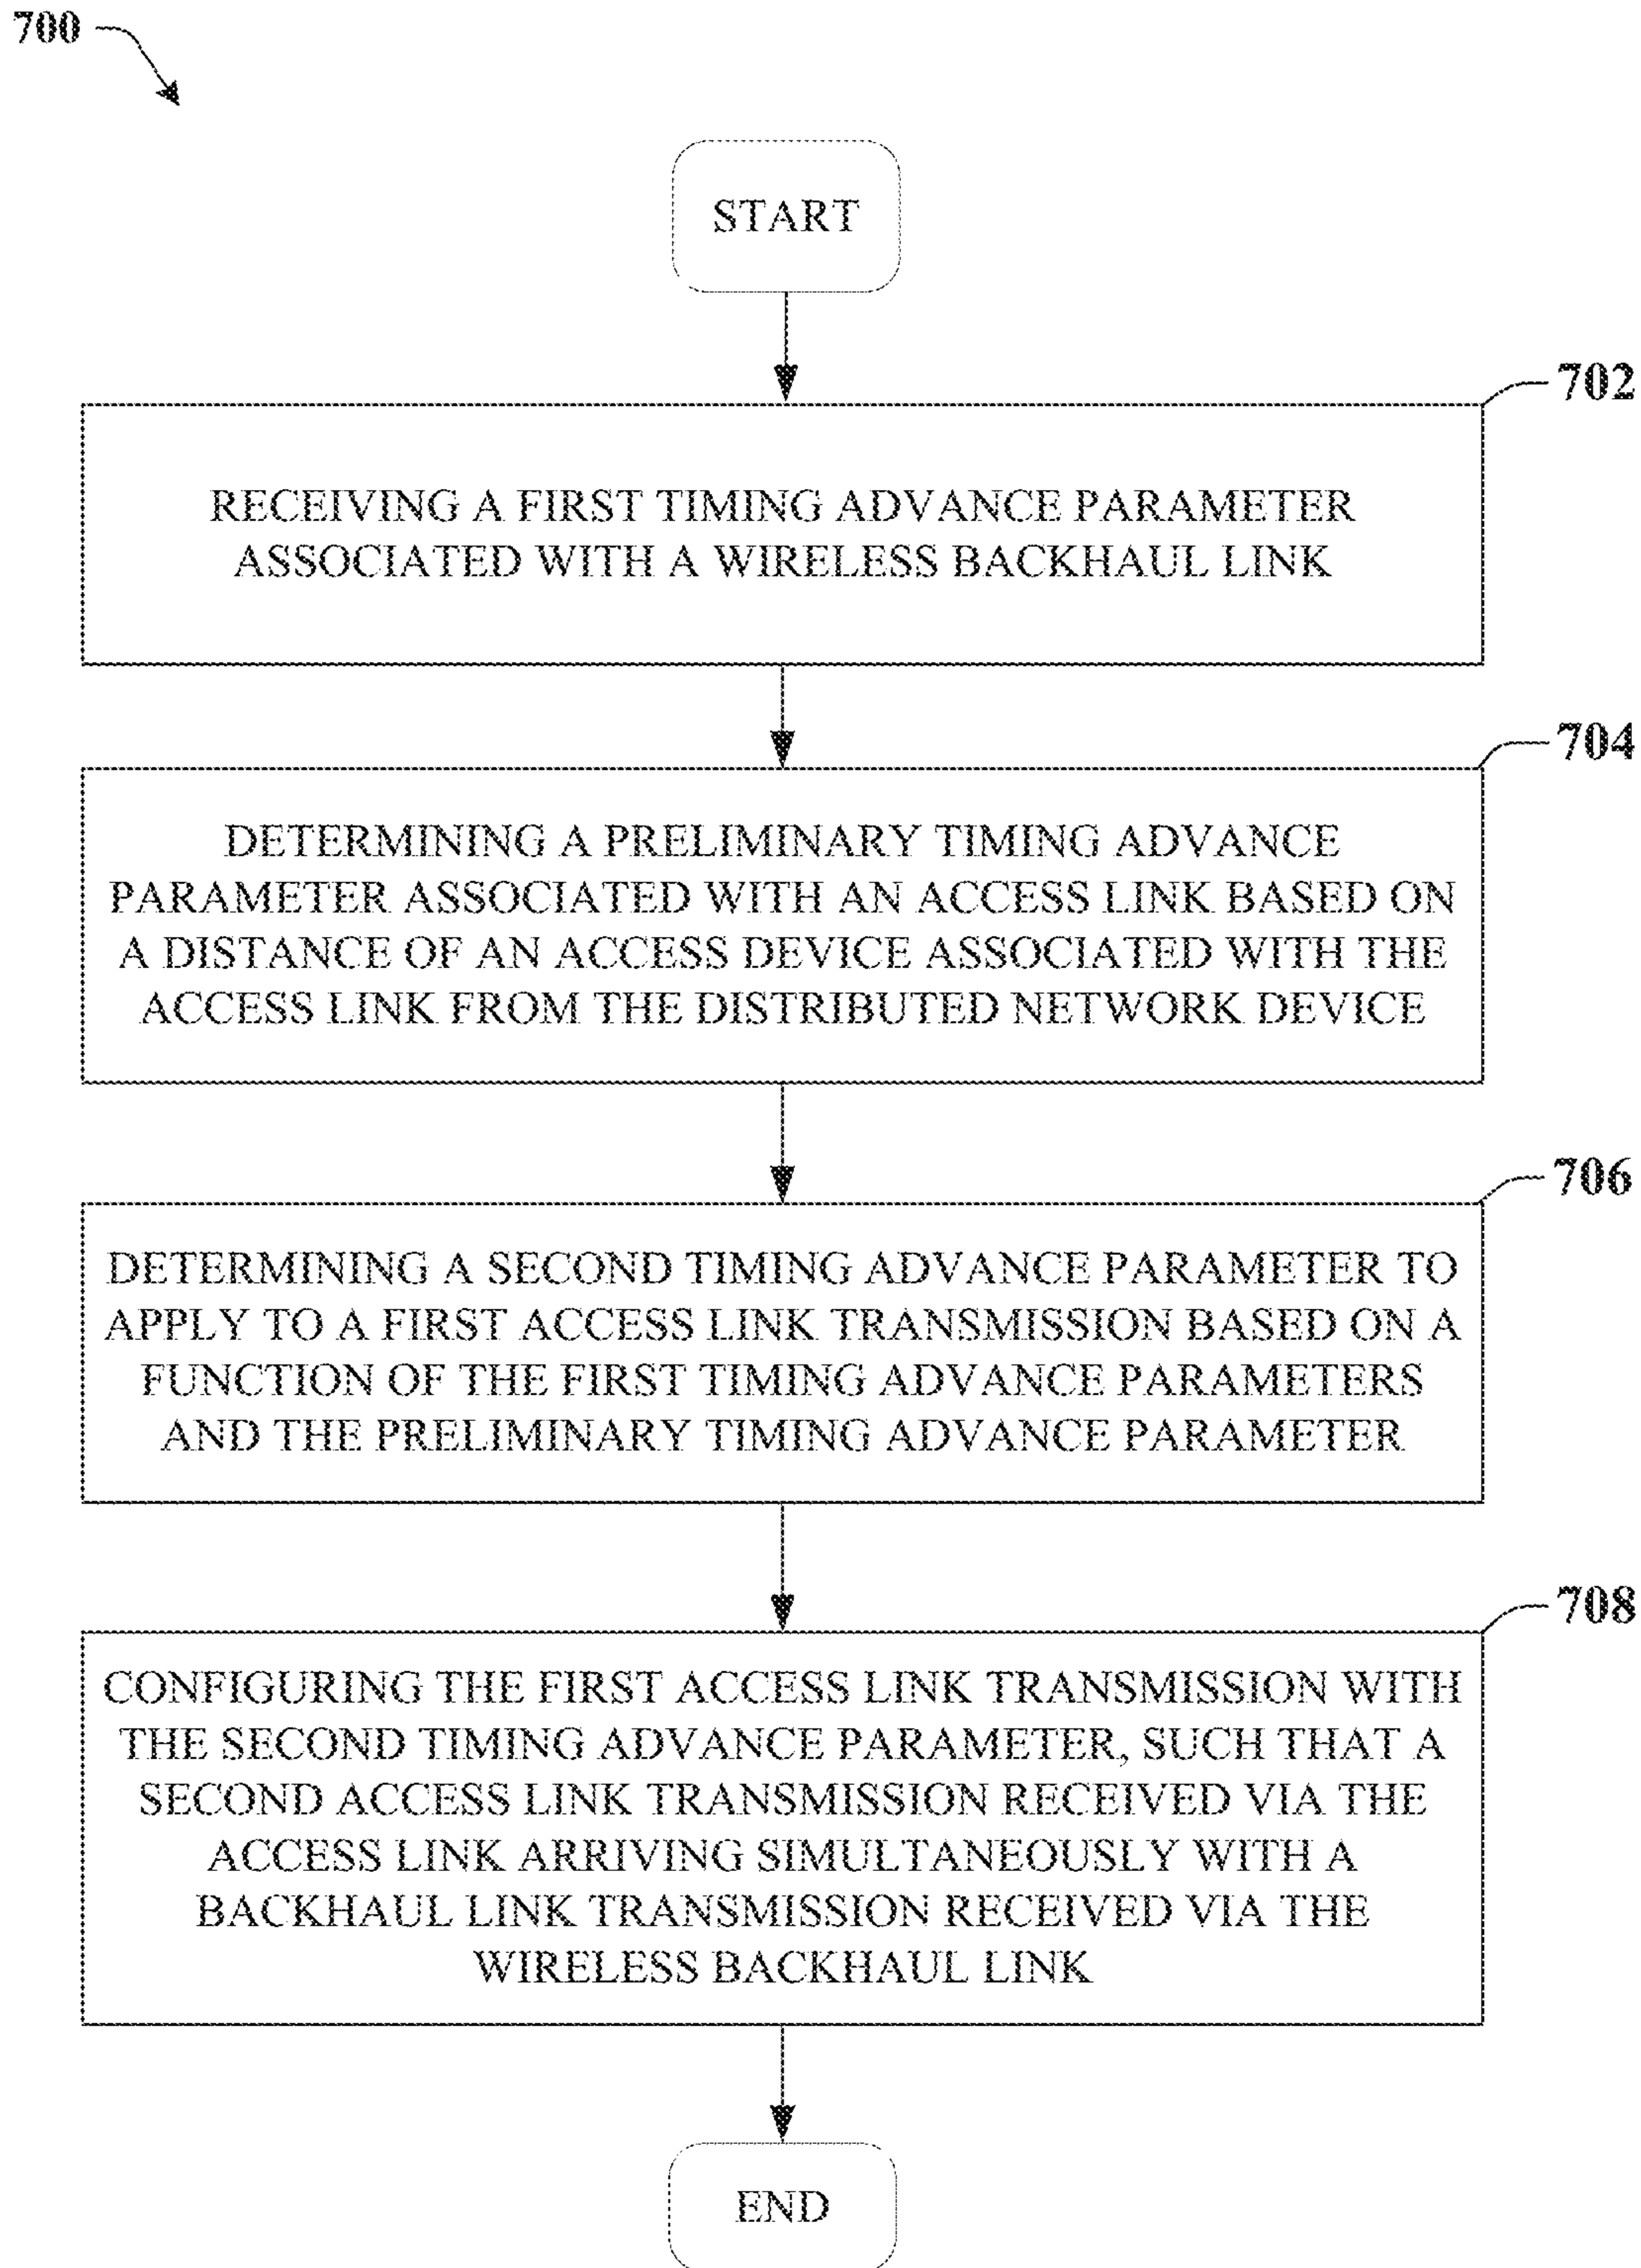 700
START
702
RECEIVING A FIRST TIMING ADVANCE PARAMETER
ASSOCIATED WITH A WIRELESS BACKHAUL LINK
704
DETERMINING A PRELIMINARY TIMING ADVANCE
PARAMETER ASSOCIATED WITH AN ACCESS LINK BASED ON
A DISTANCE OF AN ACCESS DEVICE ASSOCIATED WITH THE
ACCESS LINK FROM THE DISTRIBUTED NETWORK DEVICE
706
DETERMINING A SECOND TIMING ADVANCE PARAMETER TO
APPLY TO A FIRST ACCESS LINK TRANSMISSION BASED ON A
FUNCTION OF THE FIRST TIMING ADVANCE PARAMETERS
AND THE PRELIMINARY TIMING ADVANCE PARAMETER
708
CONFIGURING THE FIRST ACCESS LINK TRANSMISSION WITH
THE SECOND TIMING ADVANCE PARAMETER, SUCH THAT A
SECOND ACCESS LINK TRANSMISSION RECEIVED VIA THE
ACCESS LINK ARRIVING SIMULTANEOUSLY WITH A
BACKHAUL LINK TRANSMISSION RECEIVED VIA THE
WIRELESS BACKHAUL LINK
END